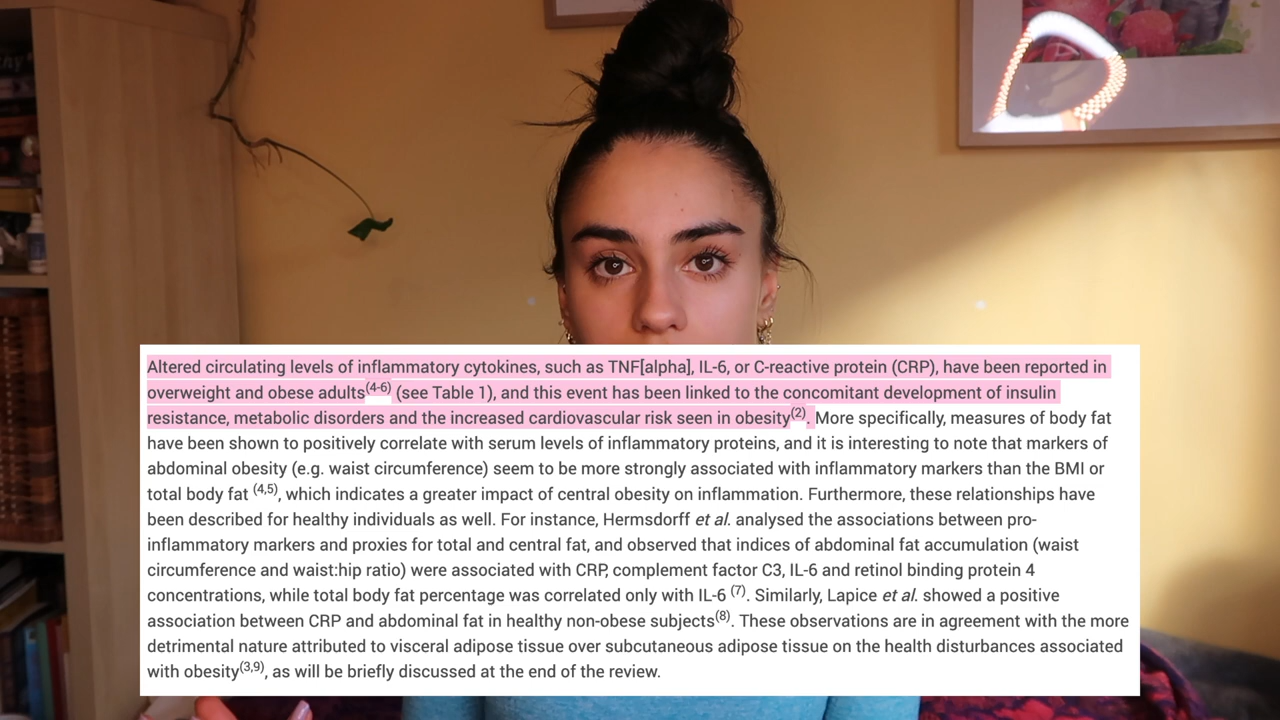 Altered circulating levels of inflammatory cytokines, such as TNF[alpha], IL-6, or C-reactive protein (CRP), have been reported in
overweight and obese adults(4-6) (see Table 1), and this event has been linked to the concomitant development of insulin
resistance, metabolic disorders and the increased cardiovascular risk seen in obesity(2). More specifically, measures of body fat
have been shown to positively correlate with serum levels of inflammatory proteins, and it is interesting to note that markers of
abdominal obesity (e.g. waist circumference) seem to be more strongly associated with inflammatory markers than the BMI or
total body fat (4,5), which indicates a greater impact of central obesity on inflammation. Furthermore, these relationships have
been described for healthy individuals as well. For instance, Hermsdorff et al. analysed the associations between pro-
inflammatory markers and proxies for total and central fat, and observed that indices of abdominal fat accumulation (waist
circumference and waist:hip ratio) were associated with CRP, complement factor C3, IL-6 and retinol binding protein 4
concentrations, while total body fat percentage was correlated only with IL-6 (7). Similarly, Lapice et al. showed a positive
association between CRP and abdominal fat in healthy non-obese subjects(8). These observations are in agreement with the more
detrimental nature attributed to visceral adipose tissue over subcutaneous adipose tissue on the health disturbances associated
with obesity(3,9), as will be briefly discussed at the end of the review.